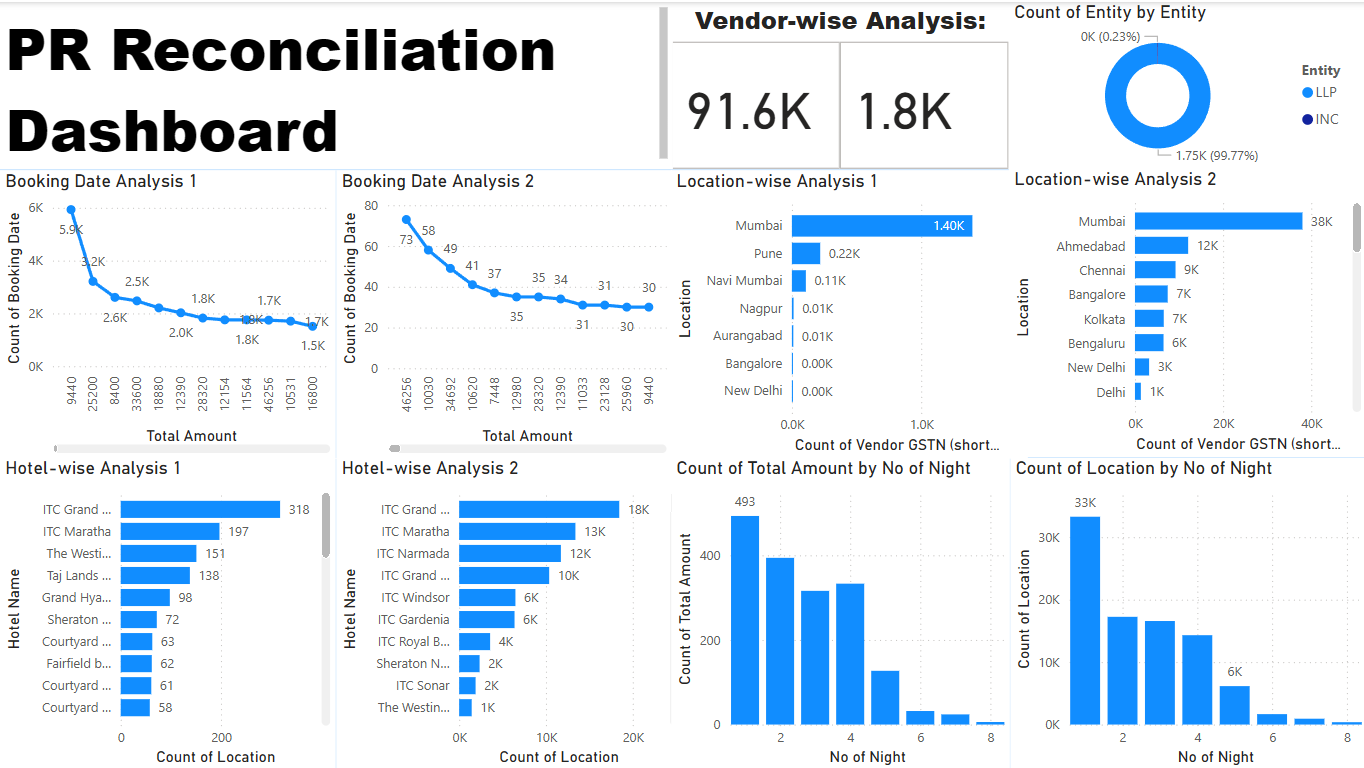 PR Reconciliation
Dashboard
Vendor-wise Analysis:
91.6K
1.8K
Count of Entity by Entity
0K (0.23%)
1.75K (99.77%)
Entity
LLP
INC
Booking Date Analysis 1
Count of Booking Date
6K
4K
2K
0K
5.9K
3.2K
2.6K
2.5K
2.0K
1.8K
1.8K
1.8K
1.7K
1.7K
1.5K
9440
25200
8400
33600
18880
12390
28320
12154
11564
46256
10531
16800
Total Amount
Booking Date Analysis 2
Count of Booking Date
80
60
40
20
0
73
58
49
41
37
35
35
34
31
31
30
30
46256
10030
34692
10620
7448
12980
28320
12390
11033
23128
25960
9440
Total Amount
Location-wise Analysis 1
Location
Mumbai 1.40K
Pune 0.22K
Navi Mumbai 0.11K
Nagpur 0.01K
Aurangabad 0.01K
Bangalore 0.00K
New Delhi 0.00K
0.0K 1.0K
Count of Vendor GSTN (short...
Location-wise Analysis 2
Location
Mumbai 38K
Ahmedabad 12K
Chennai 9K
Bangalore 7K
Kolkata 7K
Bengaluru 6K
New Delhi 3K
Delhi 1K
0K 20K 40K
Count of Vendor GSTN (short...
Hotel-wise Analysis 1
Hotel Name
ITC Grand ... 318
ITC Maratha 197
The Westi... 151
Taj Lands ... 138
Grand Hya... 98
Sheraton ... 72
Courtyard ... 63
Fairfield b... 62
Courtyard ... 61
Courtyard ... 58
0 200
Count of Location
Hotel-wise Analysis 2
Hotel Name
ITC Grand ... 18K
ITC Maratha 13K
ITC Narmada 12K
ITC Grand ... 10K
ITC Windsor 6K
ITC Gardenia 6K
ITC Royal B... 4K
Sheraton N... 2K
ITC Sonar 2K
The Westin... 1K
0K 10K 20K
Count of Location
Count of Total Amount by No of Night
Count of Total Amount
493
400
200
0
2 4 6 8
No of Night
Count of Location by No of Night
Count of Location
33K
6K
30K
20K
10K
0K
2 4 6 8
No of Night